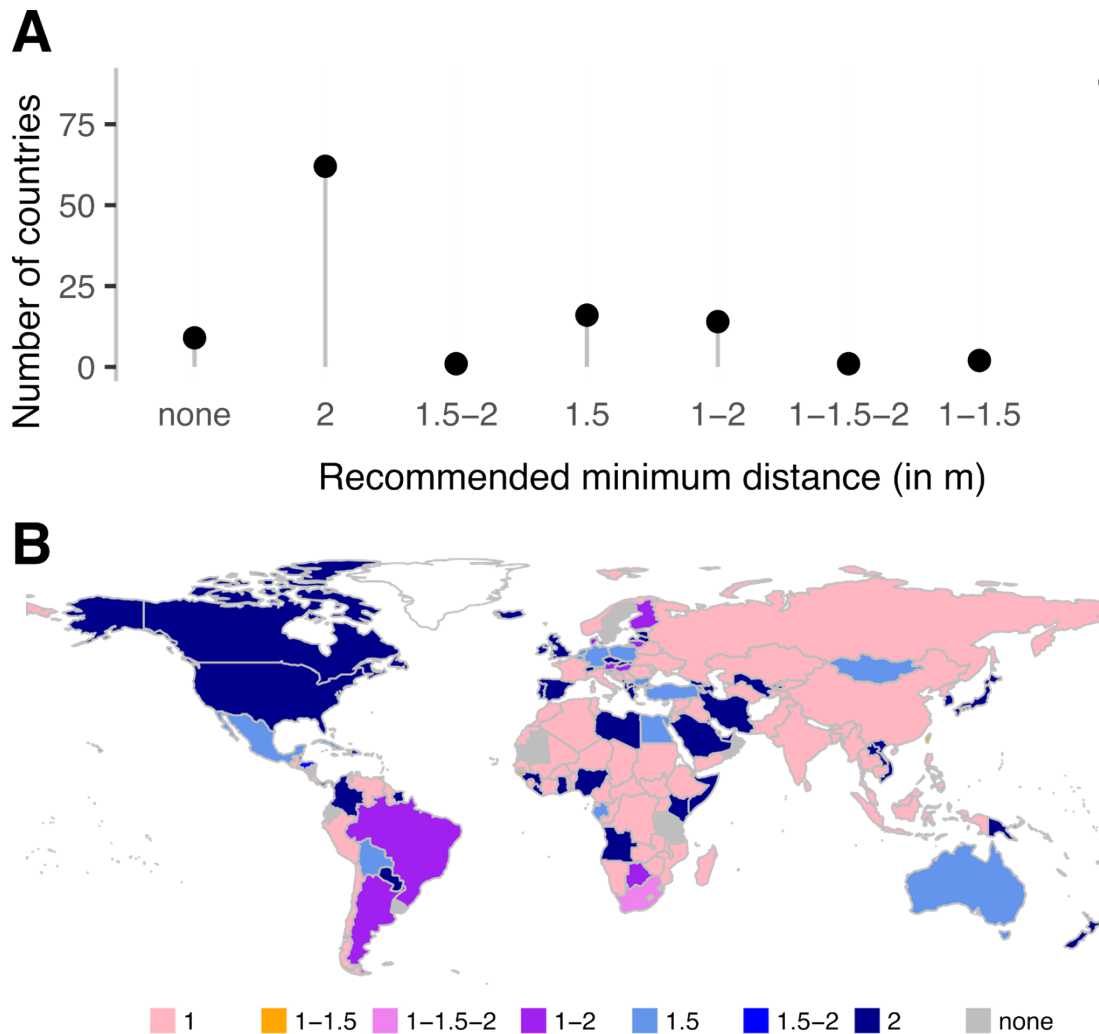 A
Number of countries
75
50
25
0
none 2 1.5−2 1.5 1−2 1−1.5−2 1−1.5
Recommended minimum distance (in m)
B
1 1−1.5 1−1.5−2 1−2 1.5 1.5−2 2 none